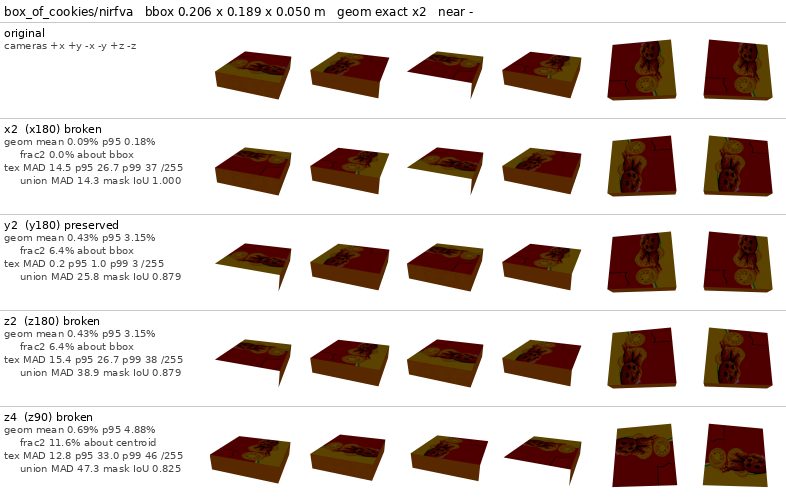 box_of_cookies/nirfva   bbox 0.206 x 0.189 x 0.050 m   geom exact x2   near -
original
cameras +x +y -x -y +z -z
x2  (x180) broken
geom mean 0.09% p95 0.18%
frac2 0.0% about bbox
tex MAD 14.5 p95 26.7 p99 37 /255
union MAD 14.3 mask IoU 1.000
y2  (y180) preserved
geom mean 0.43% p95 3.15%
frac2 6.4% about bbox
tex MAD 0.2 p95 1.0 p99 3 /255
union MAD 25.8 mask IoU 0.879
z2  (z180) broken
geom mean 0.43% p95 3.15%
frac2 6.4% about bbox
tex MAD 15.4 p95 26.7 p99 38 /255
union MAD 38.9 mask IoU 0.879
z4  (z90) broken
geom mean 0.69% p95 4.88%
frac2 11.6% about centroid
tex MAD 12.8 p95 33.0 p99 46 /255
union MAD 47.3 mask IoU 0.825